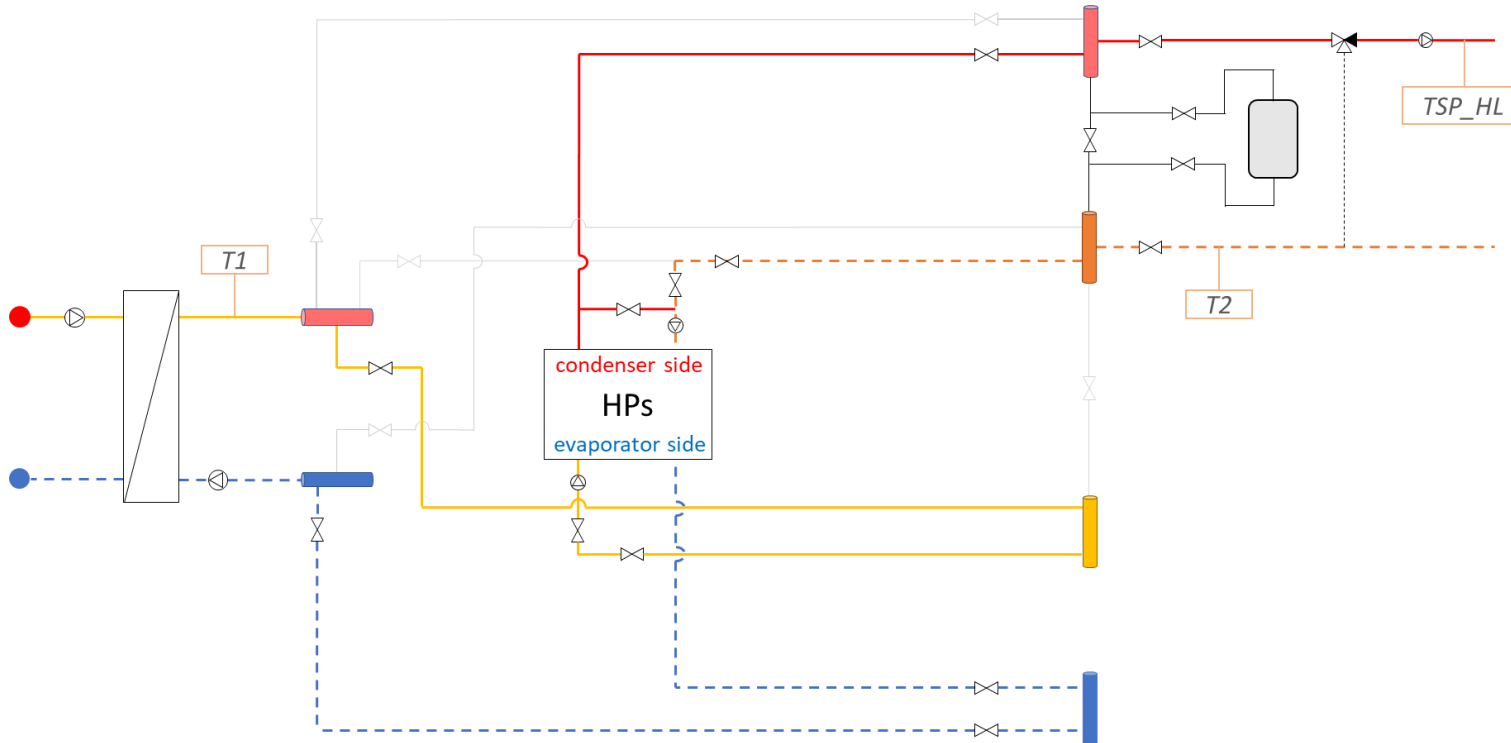 TSP_HL
T1
T2
condenser side
HPs
evaporator side